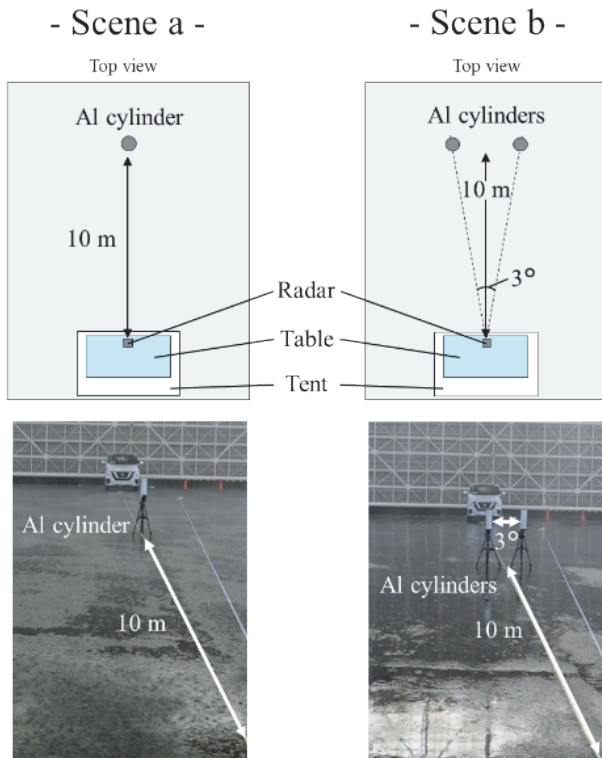 - Scene a -
- Scene b -
Top view
Top view
Al cylinder
Al cylinders
10 m
10 m
3°
Radar
Table
Tent
Al cylinder
3°
Al cylinders
10 m
10 m